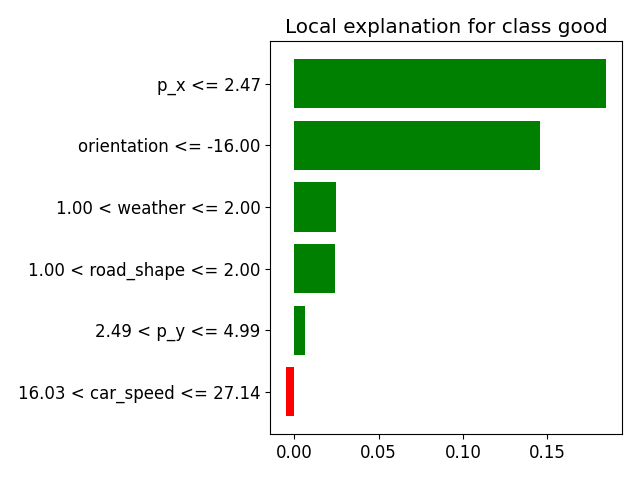 Local explanation for class good
p_x <= 2.47
orientation <= -16.00
1.00 < weather <= 2.00
1.00 < road_shape <= 2.00
2.49 < p_y <= 4.99
16.03 < car_speed <= 27.14
0.00 0.05 0.10 0.15